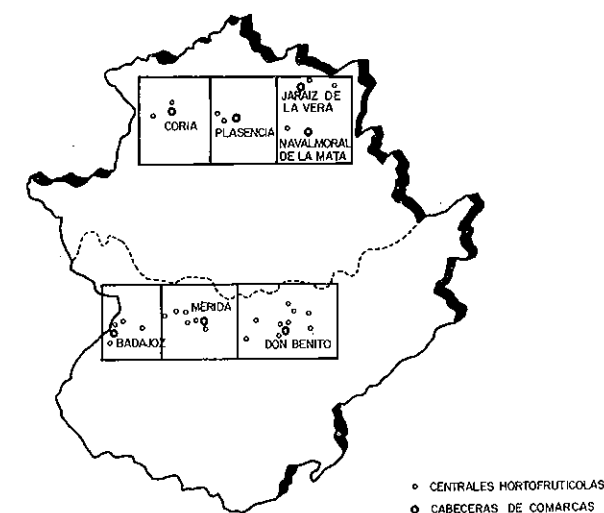 CORIA
PLASENCIA
JARAIZ DE
LA VERA
NAVALMORAL
DE LA MATA
BADAJOZ
MERIDA
DON BENITO
CENTRALES HORTOFRUTICOLAS
CABECERAS DE COMARCAS